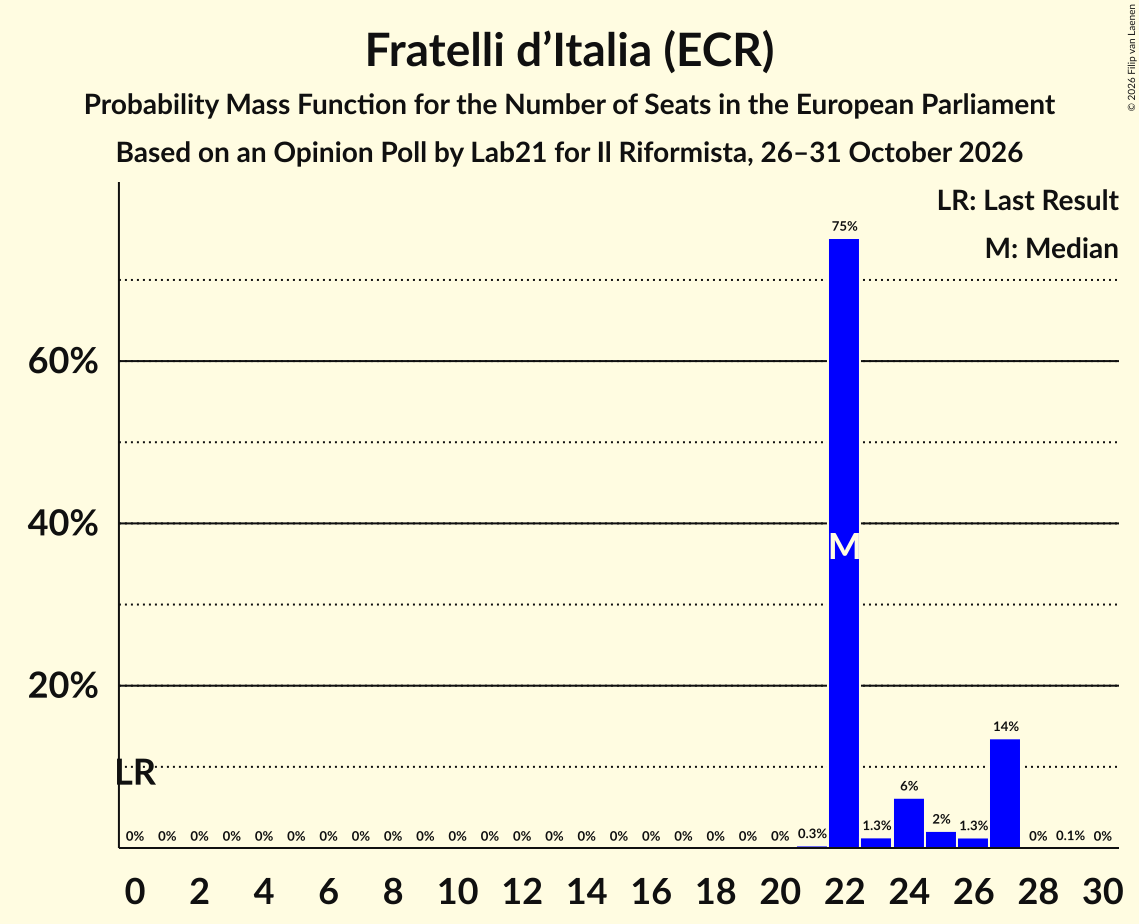 Fratelli d’Italia (ECR)
Probability Mass Function for the Number of Seats in the European Parliament
Based on an Opinion Poll by Lab21 for Il Riformista, 26–31 October 2026
© 2026 Filip van Laenen
LR: Last Result
M: Median
75%
60%
40%
M
20%
14%
LR
6%
0% 0% 0% 0% 0% 0% 0% 0% 0% 0% 0% 0% 0% 0% 0% 0% 0% 0% 0% 0% 0% 0.3% 1.3% 2% 1.3% 0% 0.1% 0%
0 2 4 6 8 10 12 14 16 18 20 22 24 26 28 30